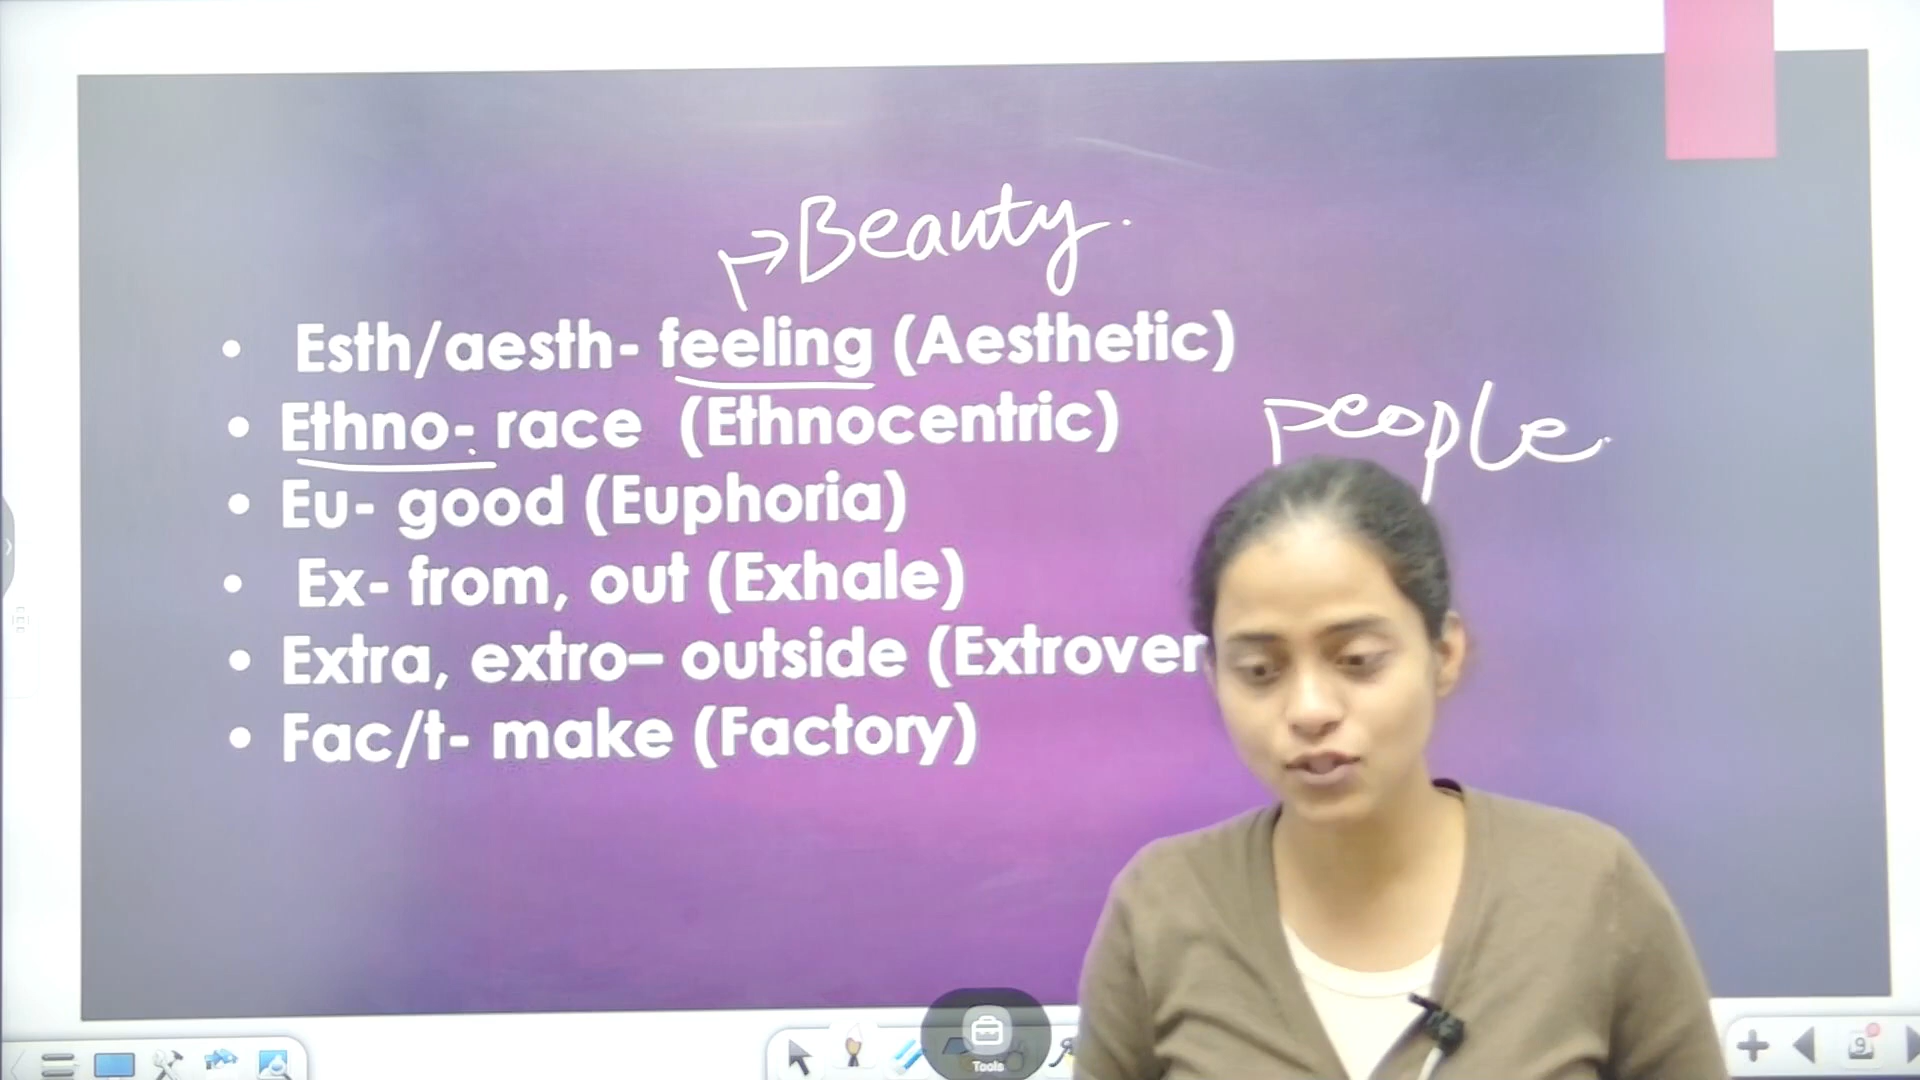 Beauty.
• Esth/aesth- feeling (Aesthetic)
• Ethno- race (Ethnocentric)
people.
• Eu- good (Euphoria)
• Ex- from, out (Exhale)
• Extra, extro– outside (Extrover
• Fac/t- make (Factory)
Tools
9